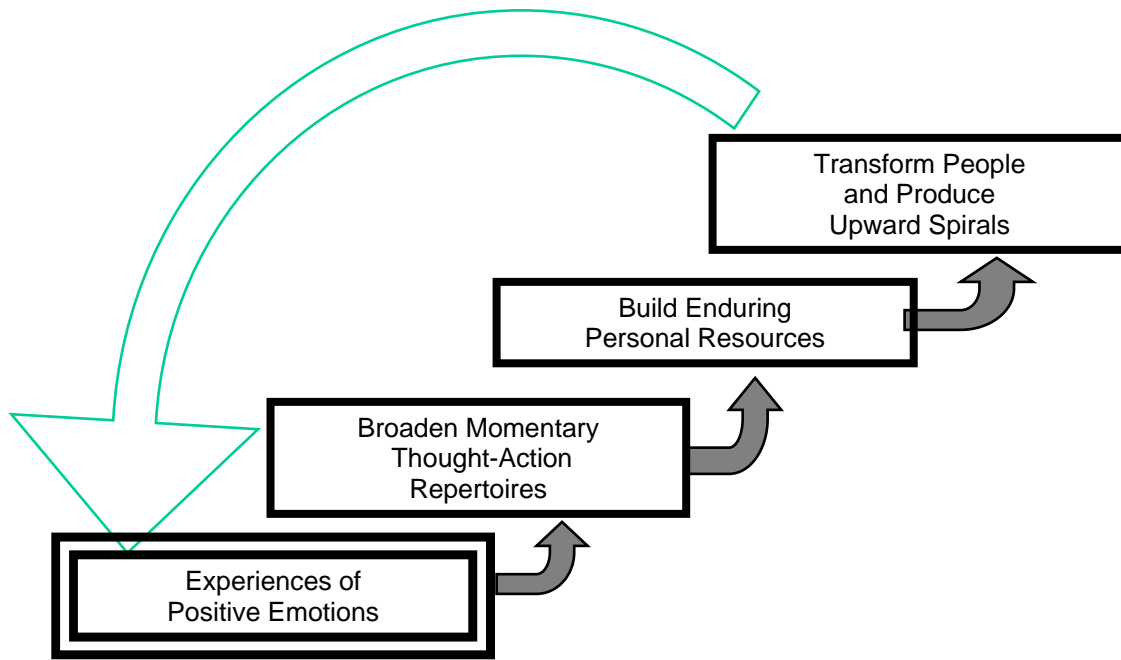 Transform People
and Produce
Upward Spirals
Build Enduring
Personal Resources
Broaden Momentary
Thought-Action
Repertoires
Experiences of
Positive Emotions